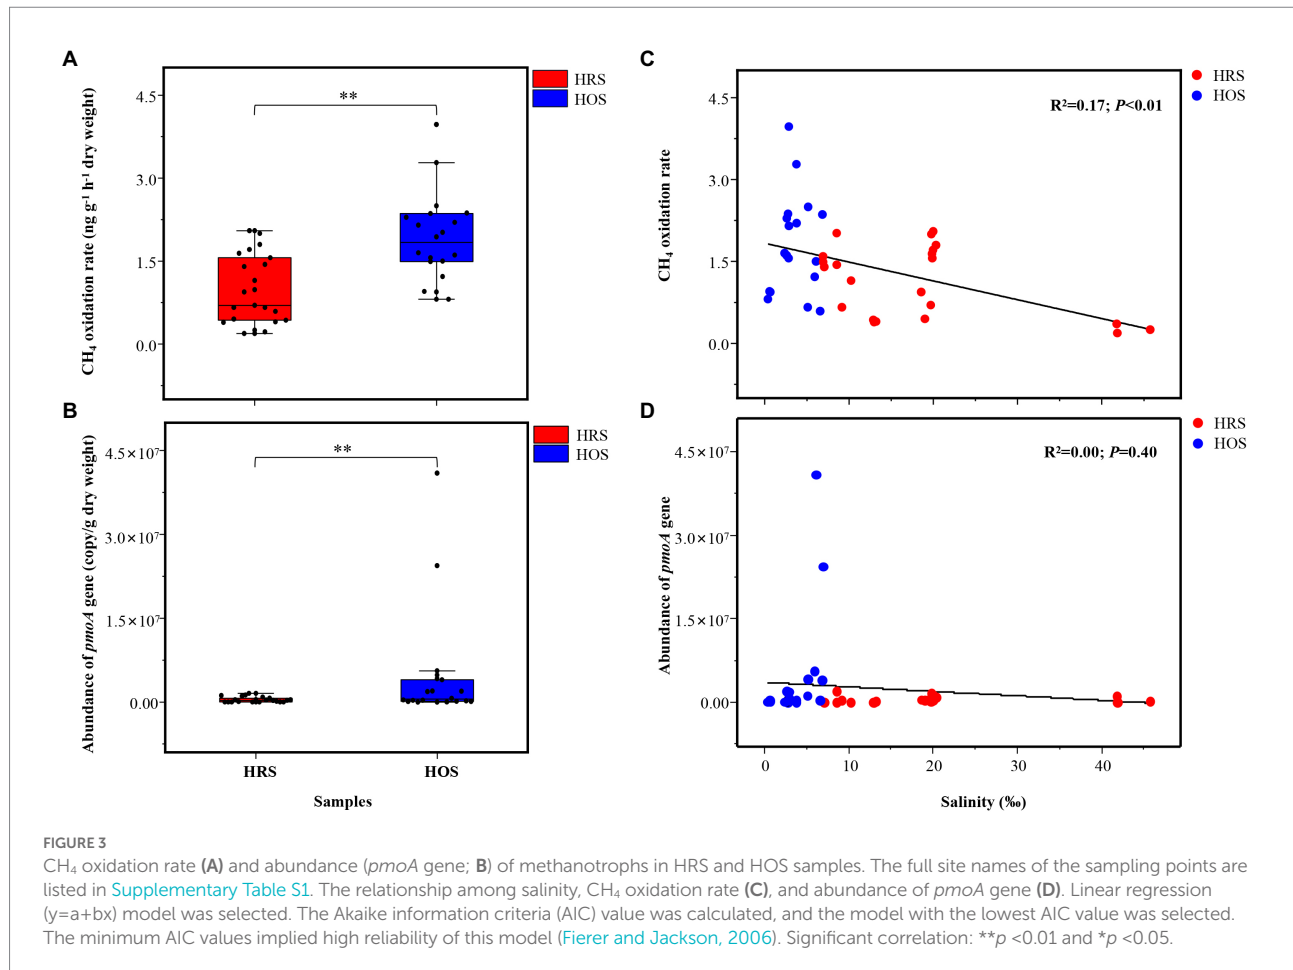 A
HRS
HOS
**
4.5
3.0
1.5
0.0
CH₄ oxidation rate (ng g⁻¹ h⁻¹ dry weight)
C
HRS
HOS
R²=0.17; P<0.01
4.5
3.0
1.5
0.0
CH₄ oxidation rate
B
HRS
HOS
**
4.5×10⁷
3.0×10⁷
1.5×10⁷
0.00
Abundance of pmoA gene (copy/g dry weight)
HRS
HOS
Samples
D
HRS
HOS
R²=0.00; P=0.40
4.5×10⁷
3.0×10⁷
1.5×10⁷
0.00
Abundance of pmoA gene
0 10 20 30 40
Salinity (‰)
FIGURE 3
CH₄ oxidation rate (A) and abundance (pmoA gene; B) of methanotrophs in HRS and HOS samples. The full site names of the sampling points are
listed in Supplementary Table S1. The relationship among salinity, CH₄ oxidation rate (C), and abundance of pmoA gene (D). Linear regression
(y=a+bx) model was selected. The Akaike information criteria (AIC) value was calculated, and the model with the lowest AIC value was selected.
The minimum AIC values implied high reliability of this model (Fierer and Jackson, 2006). Significant correlation: **p <0.01 and *p <0.05.